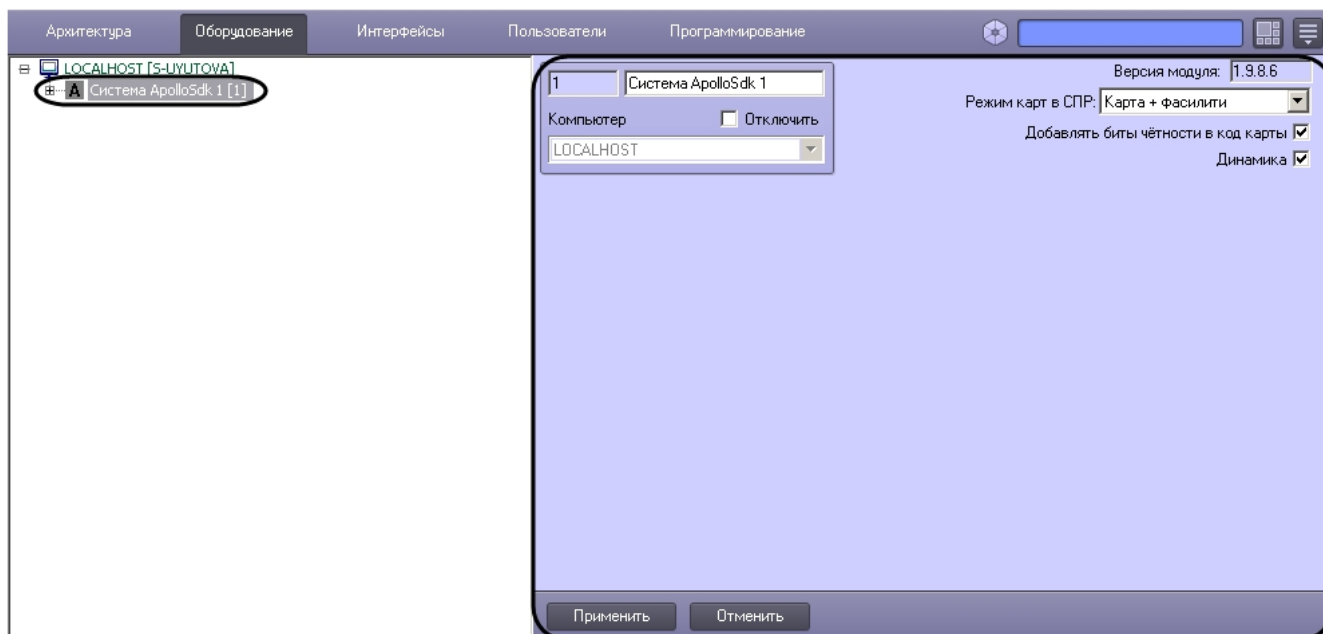 Архитектура Оборудование Интерфейсы Пользователи Программирование
LOCALHOST [S-UYUTOVA]
A Система ApolloSdk 1 [1]
1 Система ApolloSdk 1
Компьютер Отключить
LOCALHOST
Версия модуля: 1.9.8.6
Режим карт в СПР: Карта + фасилити
Добавлять биты чётности в код карты
Динамика
Применить Отменить